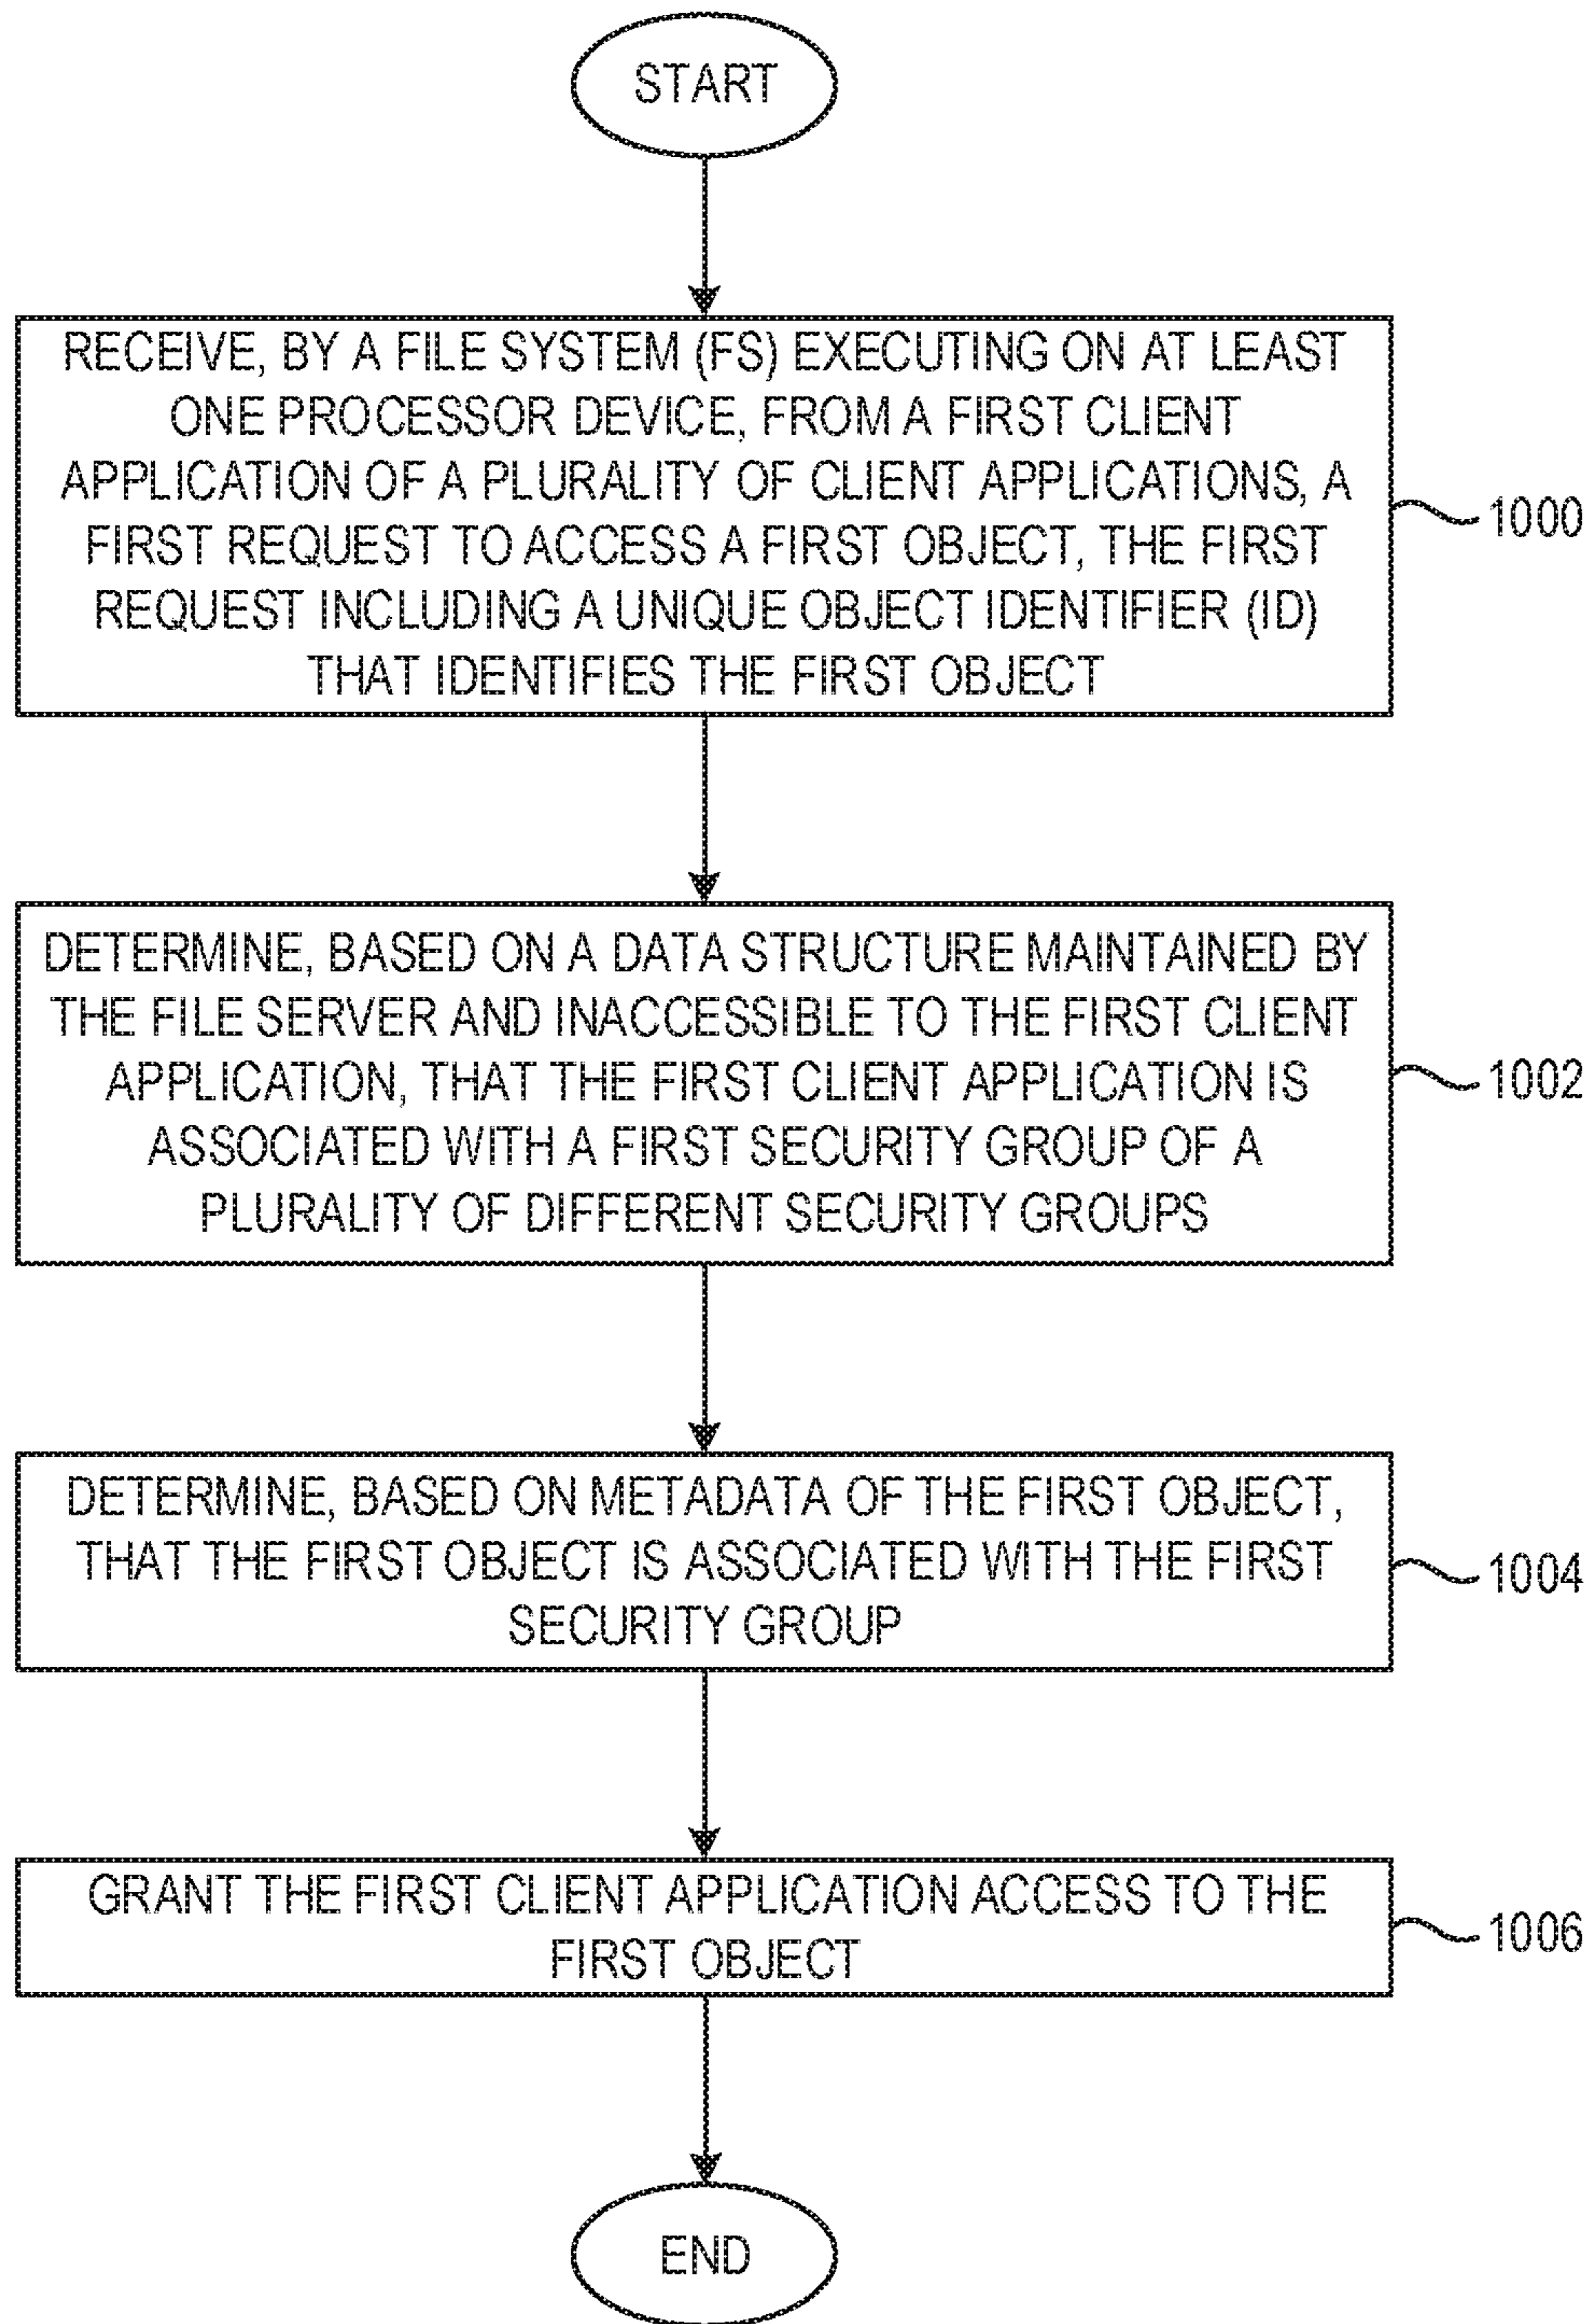 START
RECEIVE, BY A FILE SYSTEM (FS) EXECUTING ON AT LEAST
ONE PROCESSOR DEVICE, FROM A FIRST CLIENT
APPLICATION OF A PLURALITY OF CLIENT APPLICATIONS, A
FIRST REQUEST TO ACCESS A FIRST OBJECT, THE FIRST
REQUEST INCLUDING A UNIQUE OBJECT IDENTIFIER (ID)
THAT IDENTIFIES THE FIRST OBJECT
1000
DETERMINE, BASED ON A DATA STRUCTURE MAINTAINED BY
THE FILE SERVER AND INACCESSIBLE TO THE FIRST CLIENT
APPLICATION, THAT THE FIRST CLIENT APPLICATION IS
ASSOCIATED WITH A FIRST SECURITY GROUP OF A
PLURALITY OF DIFFERENT SECURITY GROUPS
1002
DETERMINE, BASED ON METADATA OF THE FIRST OBJECT,
THAT THE FIRST OBJECT IS ASSOCIATED WITH THE FIRST
SECURITY GROUP
1004
GRANT THE FIRST CLIENT APPLICATION ACCESS TO THE
FIRST OBJECT
1006
END